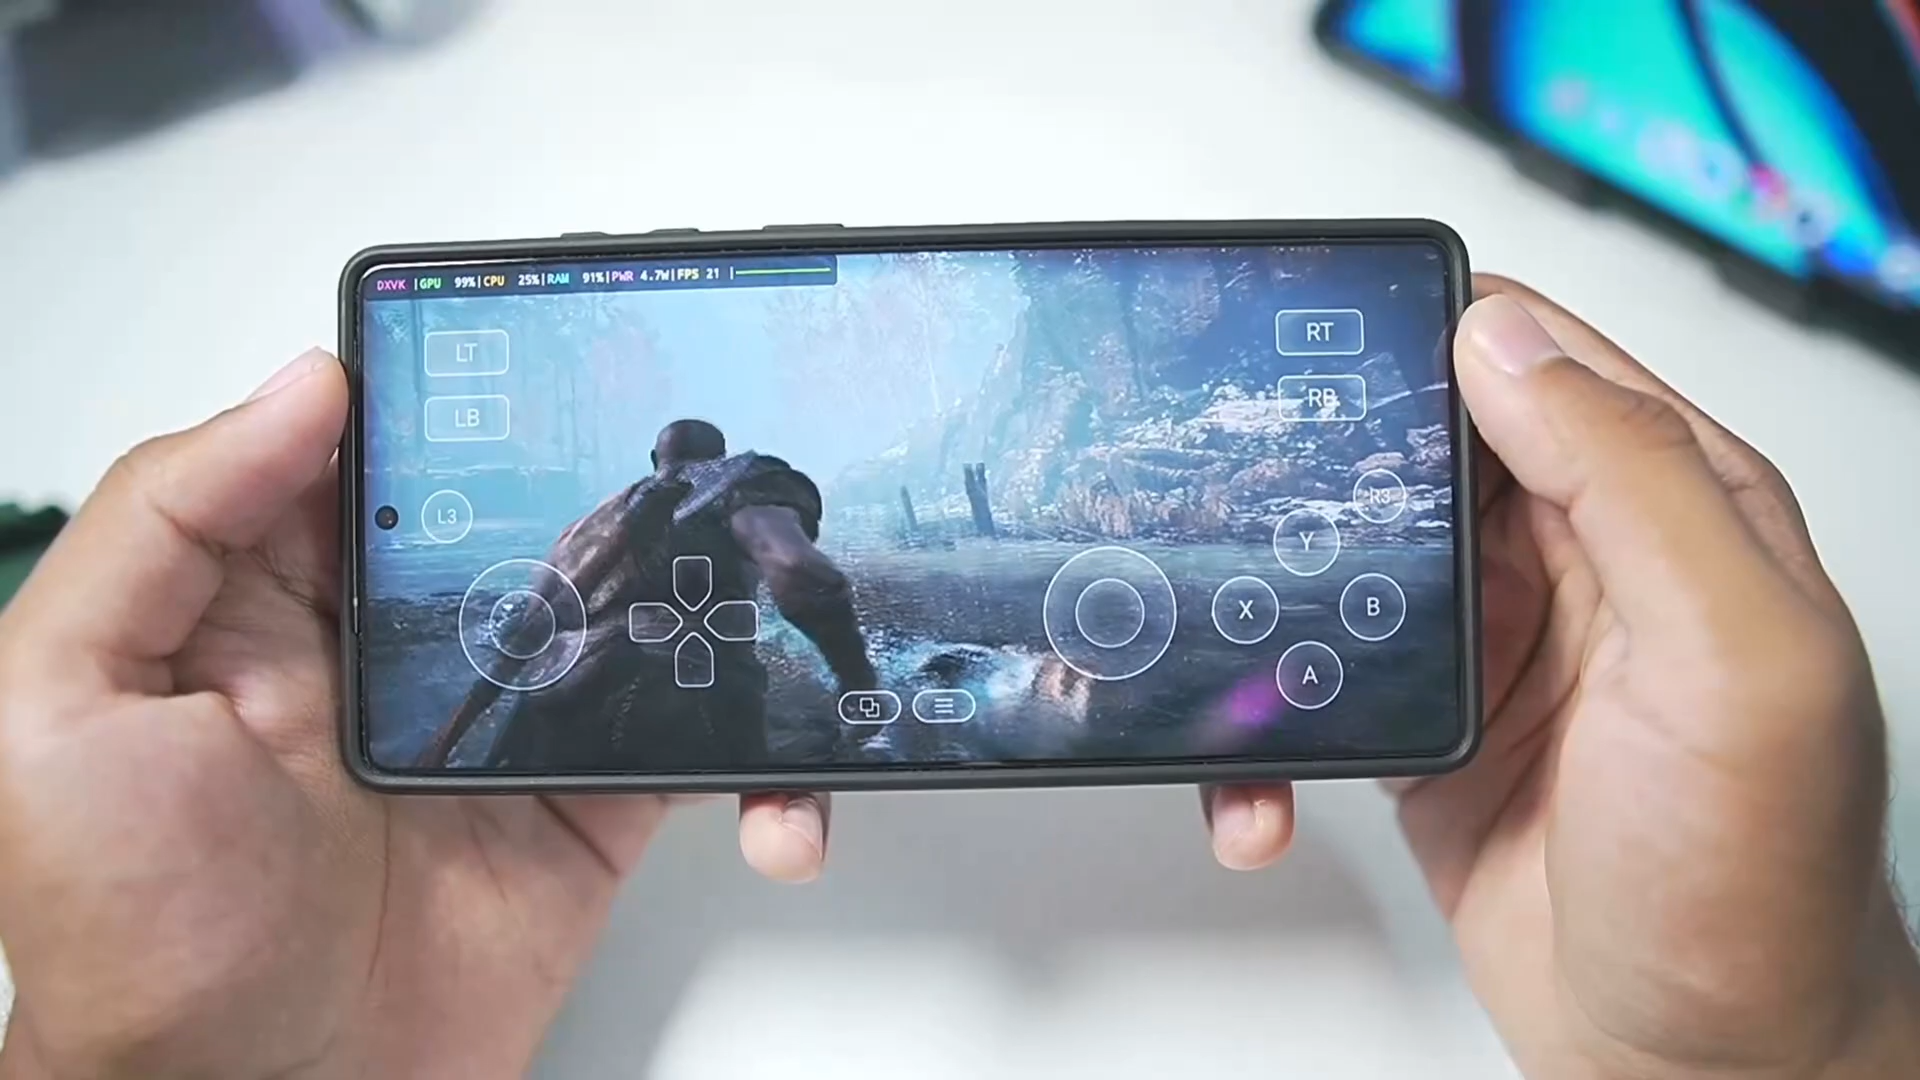 DXVK |GPU 99%|CPU 25%|RAM 91%|PWR 4.7W|FPS 21 |
LT
RT
LB
RB
L3
R3
Y
X
B
A